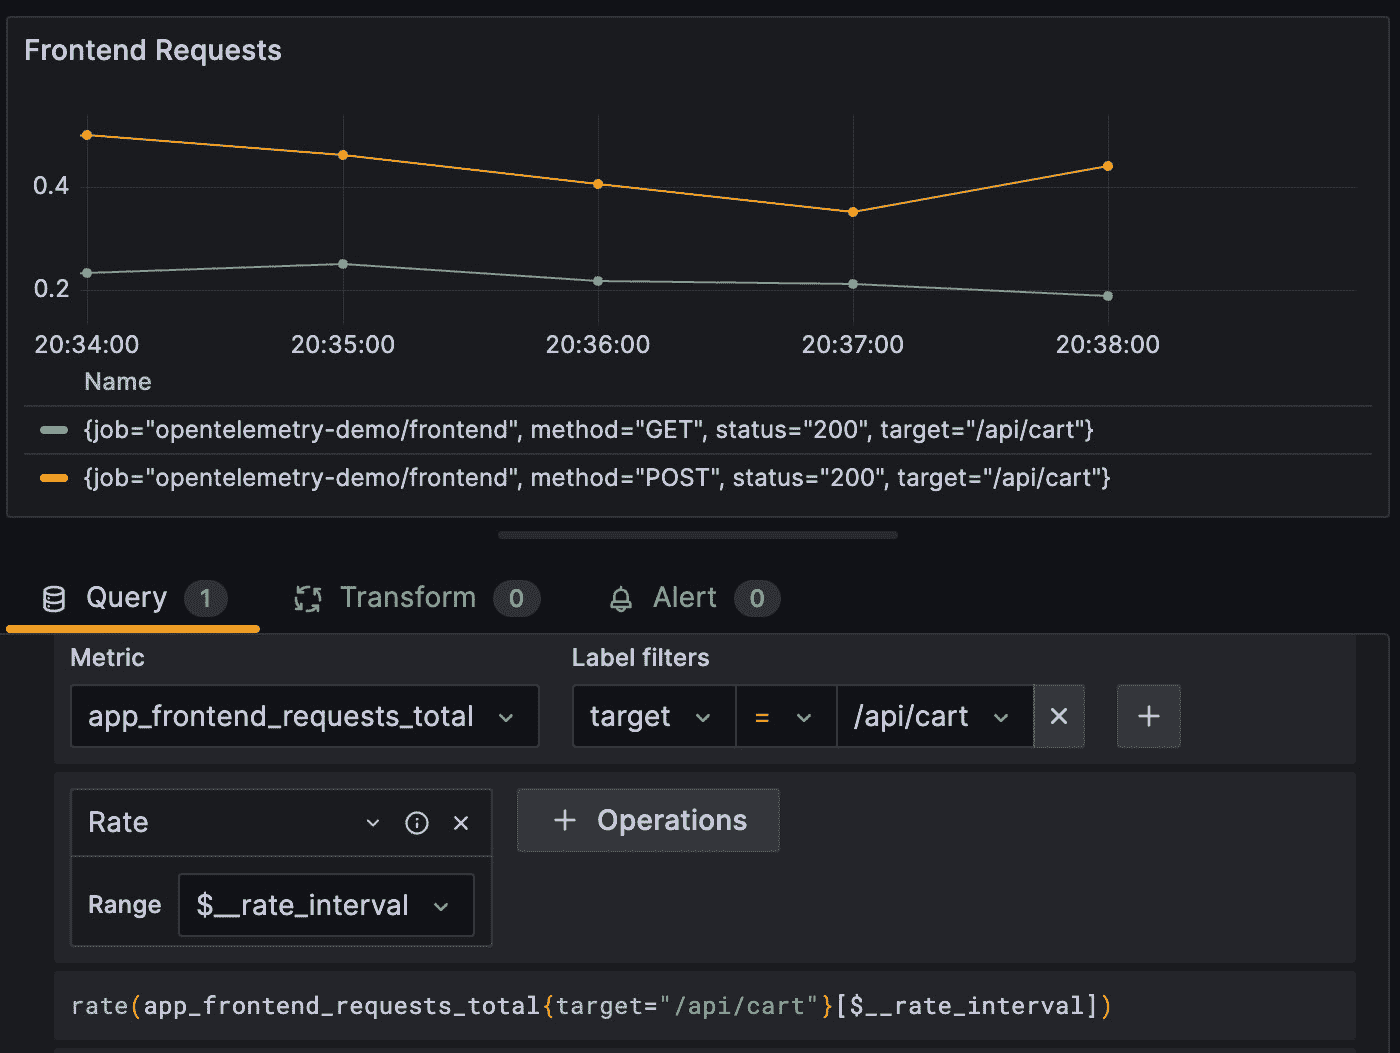 Frontend Requests
0.4
0.2
20:34:00 20:35:00 20:36:00 20:37:00 20:38:00
Name
{job="opentelemetry-demo/frontend", method="GET", status="200", target="/api/cart"}
{job="opentelemetry-demo/frontend", method="POST", status="200", target="/api/cart"}
Query 1 Transform 0 Alert 0
Metric Label filters
app_frontend_requests_total target = /api/cart
Rate + Operations
Range $__rate_interval
rate(app_frontend_requests_total{target="/api/cart"}[$__rate_interval])